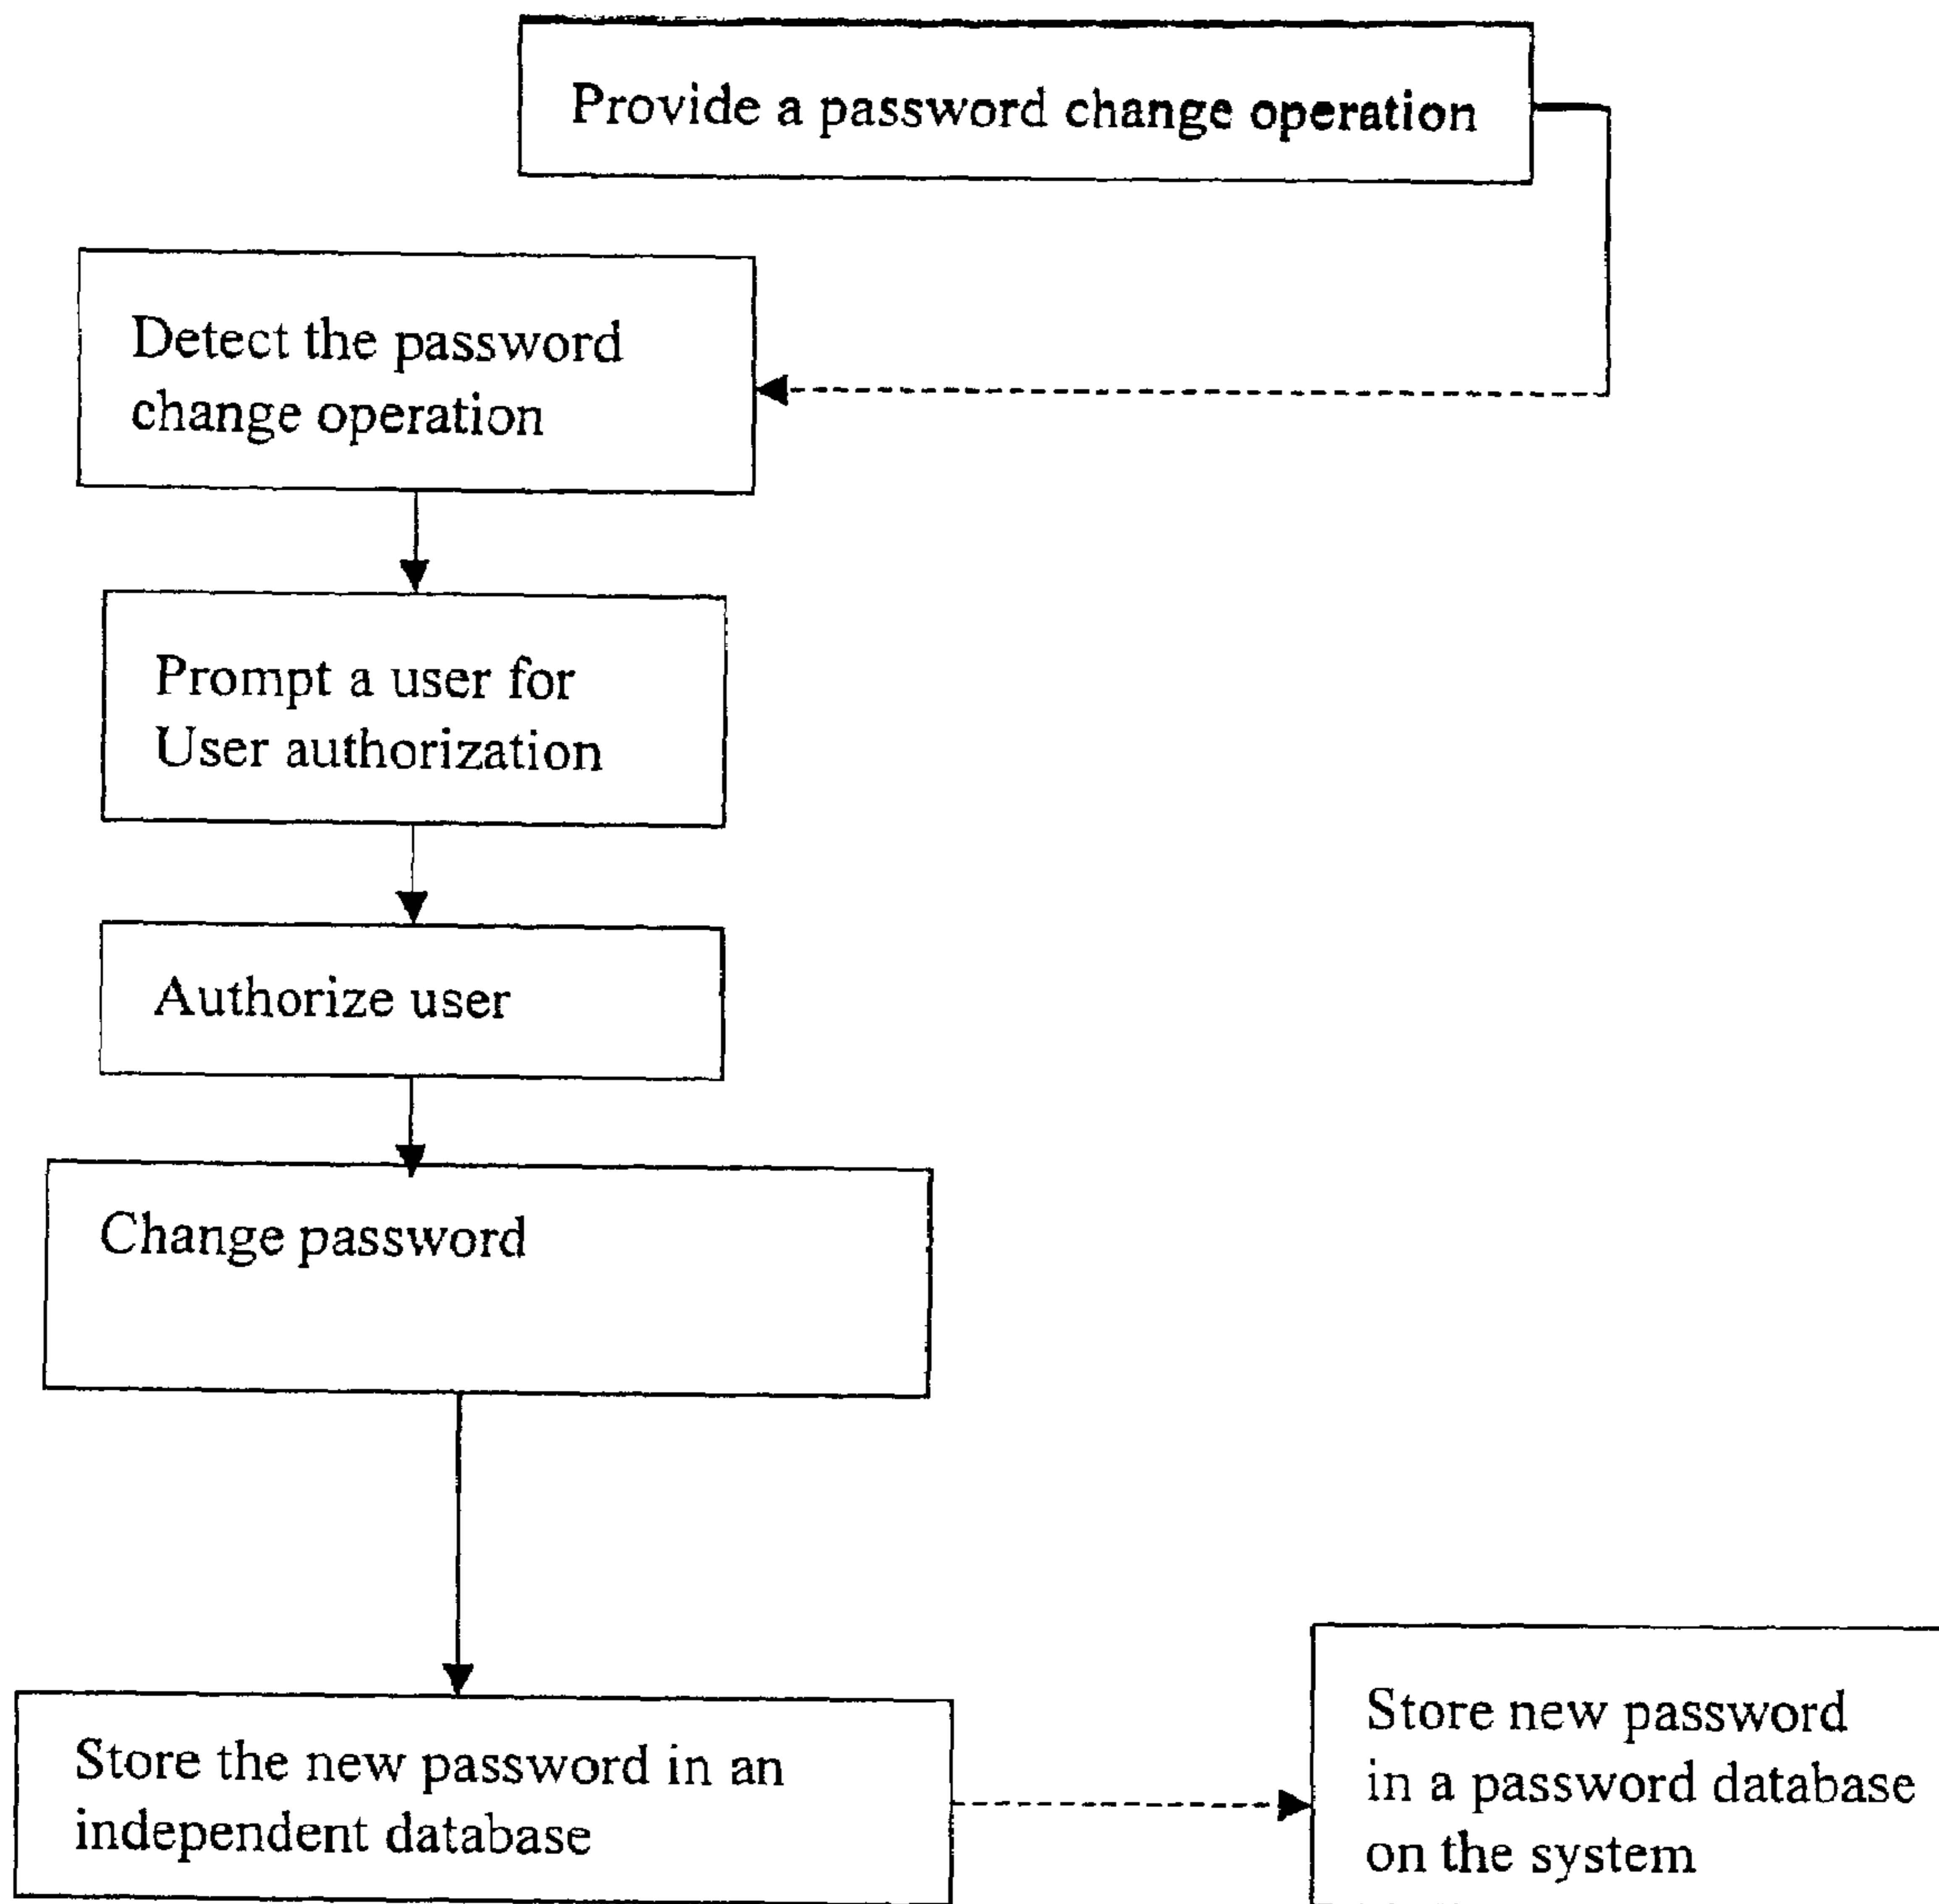 Provide a password change operation
Detect the password
change operation
Prompt a user for
User authorization
Authorize user
Change password
Store the new password in an
independent database
Store new password
in a password database
on the system